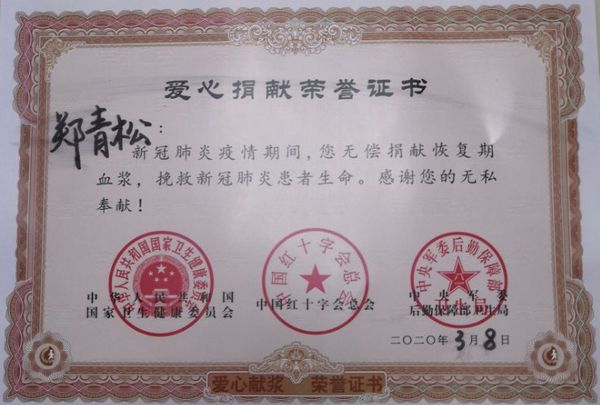 爱心捐献荣誉证书
郑青松：
新冠肺炎疫情期间，您无偿捐献恢复期
血浆，挽救新冠肺炎患者生命。感谢您的无私
奉献！
中华人民共和国国家卫生健康委员会
中国红十字会总会
中央军委后勤保障部
卫生局
中华人民共和国
国家卫生健康委员会
中国红十字会总会
中央军委
后勤保障部卫生局
二〇二〇年3月8日
爱心献浆 荣誉证书